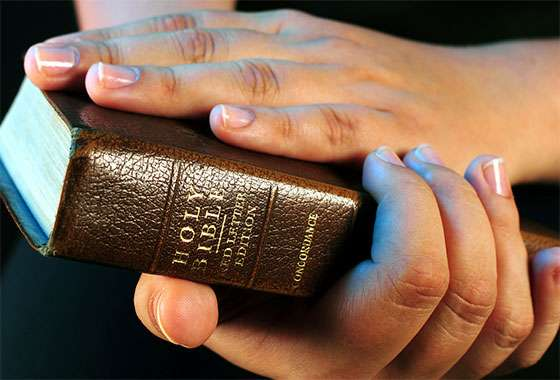 HOLY
BIBLE
RED LETTER
EDITION
CONCORDANCE